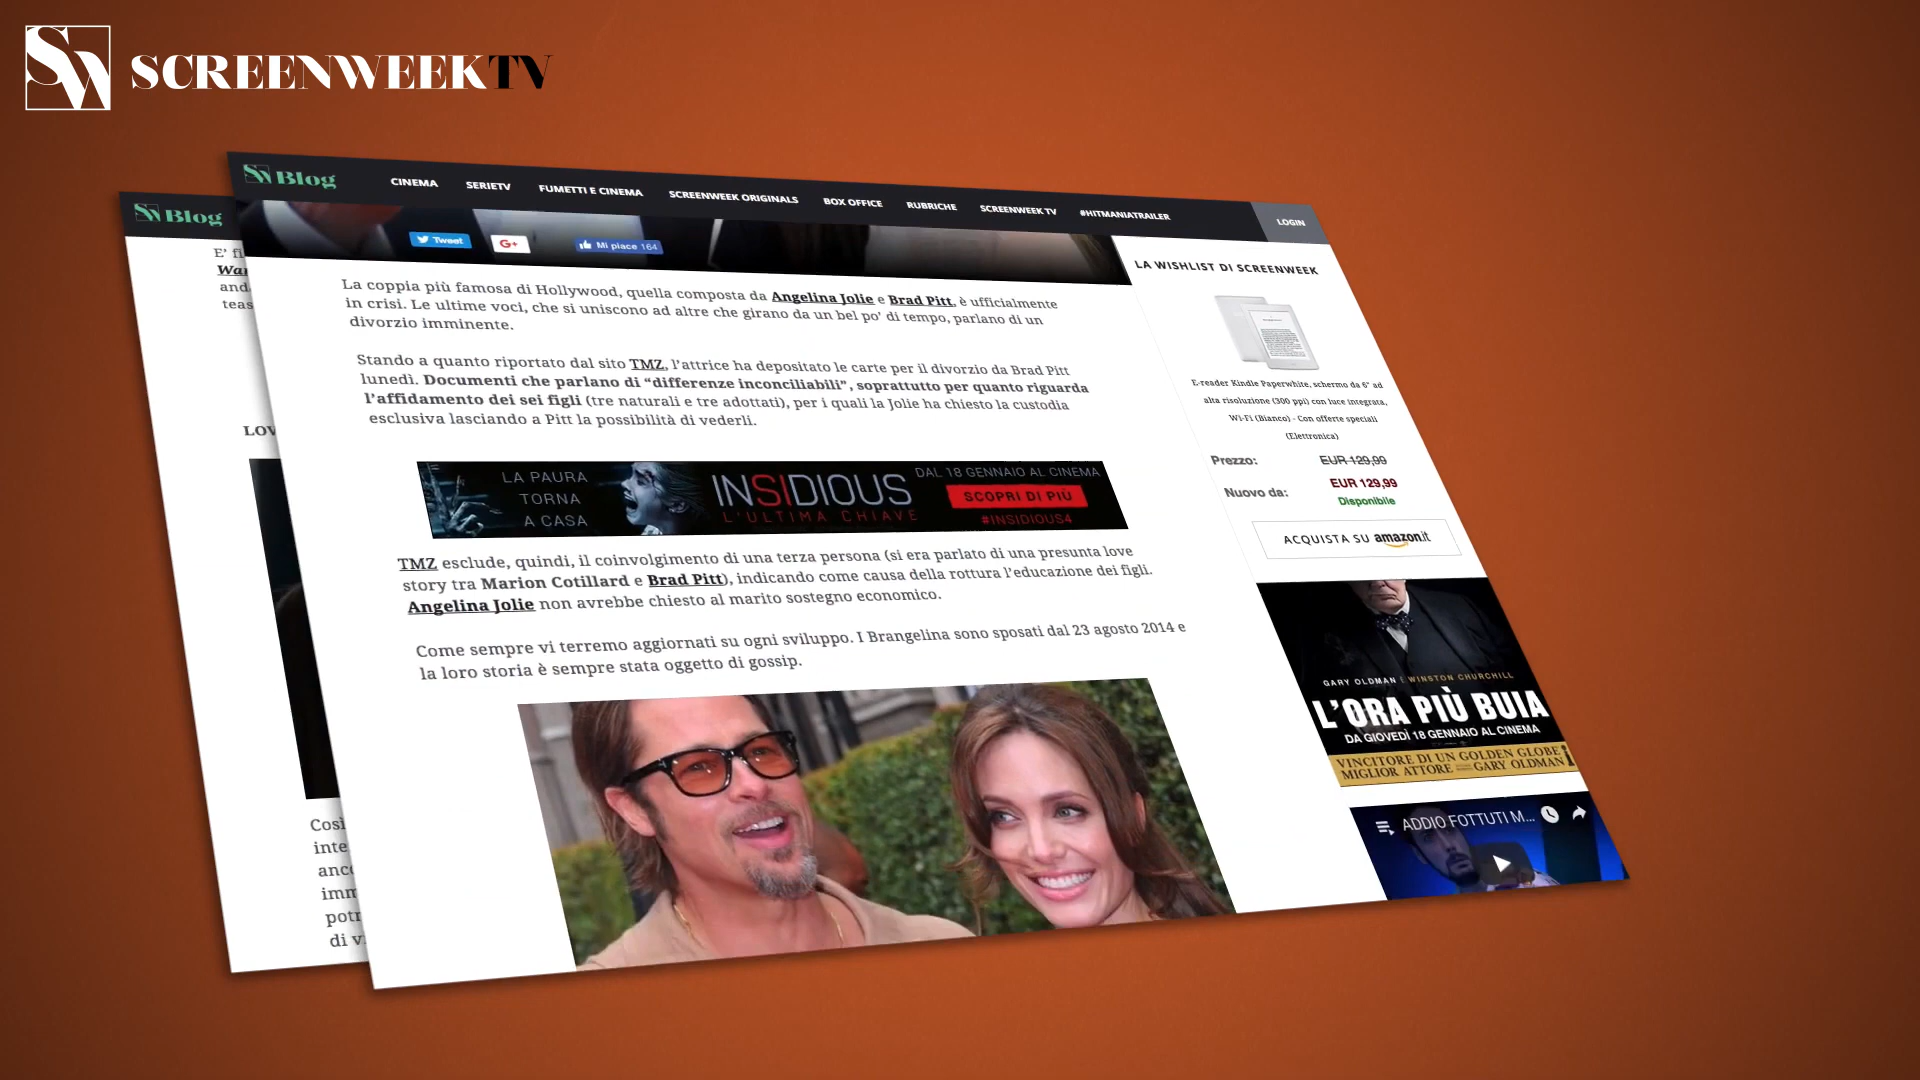 SW
SCREENWEEKTV
SW Blog
E' fi
and
teas
LOV
Così
inte
anc
imm
potr
di v
SW Blog
CINEMA
SERIETV
FUMETTI E CINEMA
SCREENWEEK ORIGINALS
BOX OFFICE
RUBRICHE
SCREENWEEK TV
#HITMANIATRAILER
LOGIN
Tweet
G+
Mi piace 164
La coppia più famosa di Hollywood, quella composta da Angelina Jolie e Brad Pitt, è ufficialmente
in crisi. Le ultime voci, che si uniscono ad altre che girano da un bel po' di tempo, parlano di un
divorzio imminente.
Stando a quanto riportato dal sito TMZ, l'attrice ha depositato le carte per il divorzio da Brad Pitt
lunedì. Documenti che parlano di "differenze inconciliabili", soprattutto per quanto riguarda
l'affidamento dei sei figli (tre naturali e tre adottati), per i quali la Jolie ha chiesto la custodia
esclusiva lasciando a Pitt la possibilità di vederli.
LA PAURA
TORNA
A CASA
INSIDIOUS
L'ULTIMA CHIAVE
DAL 18 GENNAIO AL CINEMA
SCOPRI DI PIÙ
#INSIDIOUS4
TMZ esclude, quindi, il coinvolgimento di una terza persona (si era parlato di una presunta love
story tra Marion Cotillard e Brad Pitt), indicando come causa della rottura l'educazione dei figli.
Angelina Jolie non avrebbe chiesto al marito sostegno economico.
Come sempre vi terremo aggiornati su ogni sviluppo. I Brangelina sono sposati dal 23 agosto 2014 e
la loro storia è sempre stata oggetto di gossip.
LA WISHLIST DI SCREENWEEK
E-reader Kindle Paperwhite, schermo da 6" ad
alta risoluzione (300 ppi) con luce integrata,
Wi-Fi (Bianco) - Con offerte speciali
(Elettronica)
Prezzo: EUR 129,99
Nuovo da: EUR 129,99
Disponibile
ACQUISTA SU amazon.it
GARY OLDMAN | WINSTON CHURCHILL
L'ORA PIÙ BUIA
DA GIOVEDÌ 18 GENNAIO AL CINEMA
VINCITORE DI UN GOLDEN GLOBE
MIGLIOR ATTORE GARY OLDMAN
ADDIO FOTTUTI M...